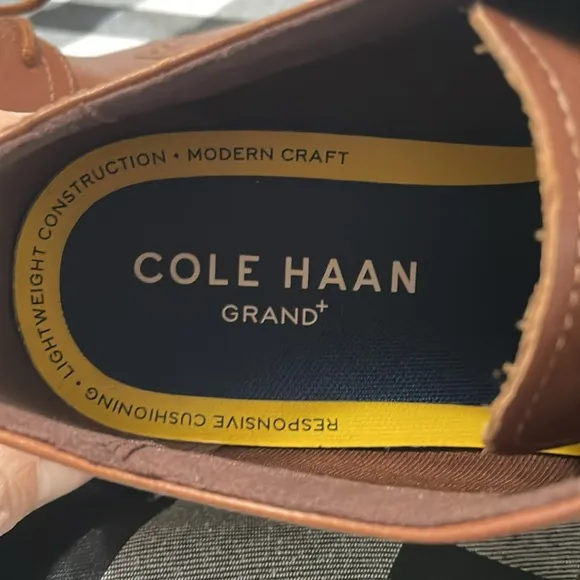 COLE HAAN
GRAND+
RESPONSIVE CUSHIONING • LIGHTWEIGHT CONSTRUCTION • MODERN CRAFT